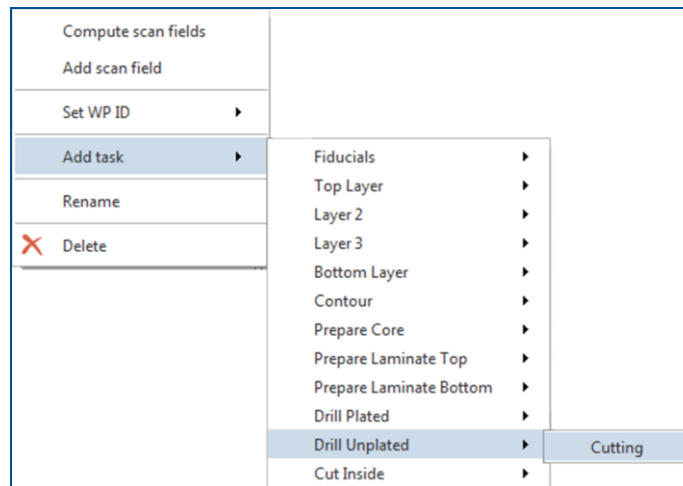 Compute scan fields
Add scan field
Set WP ID
Add task
Rename
Delete
Fiducials
Top Layer
Layer 2
Layer 3
Bottom Layer
Contour
Prepare Core
Prepare Laminate Top
Prepare Laminate Bottom
Drill Plated
Drill Unplated
Cut Inside
Cutting